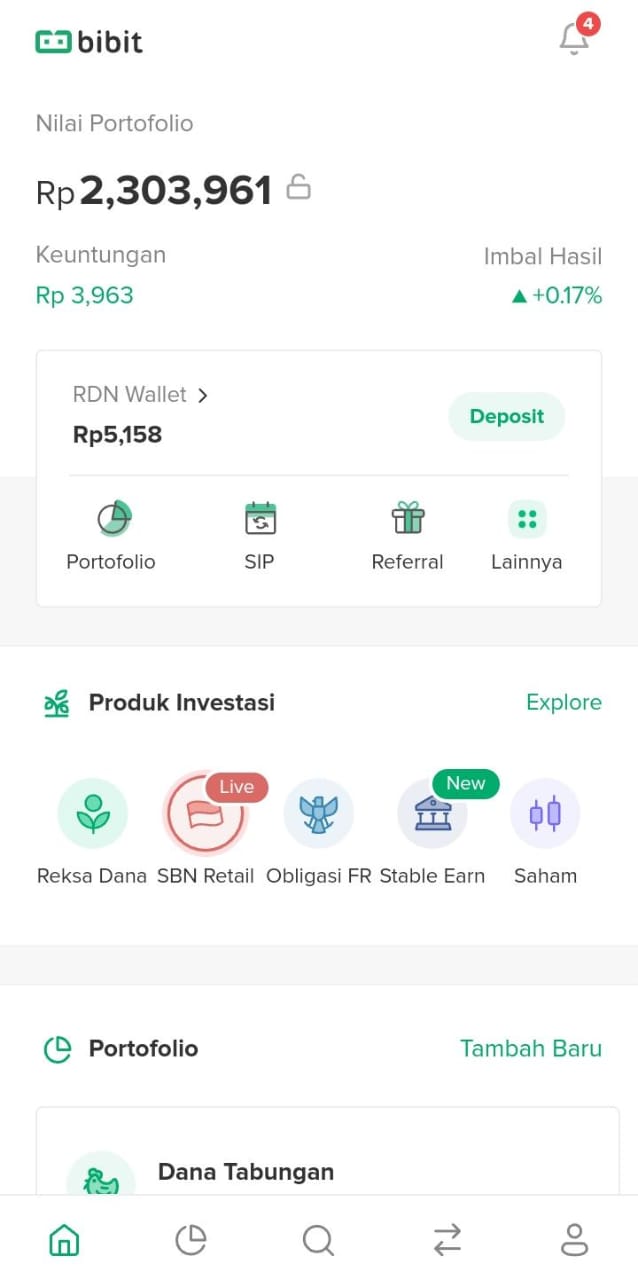 bibit
4
Nilai Portofolio
Rp2,303,961
Keuntungan
Imbal Hasil
Rp 3,963
▲+0.17%
RDN Wallet >
Rp5,158
Deposit
Portofolio
SIP
Referral
Lainnya
Produk Investasi
Explore
Live
New
Reksa Dana
SBN Retail
Obligasi FR
Stable Earn
Saham
Portofolio
Tambah Baru
Dana Tabungan